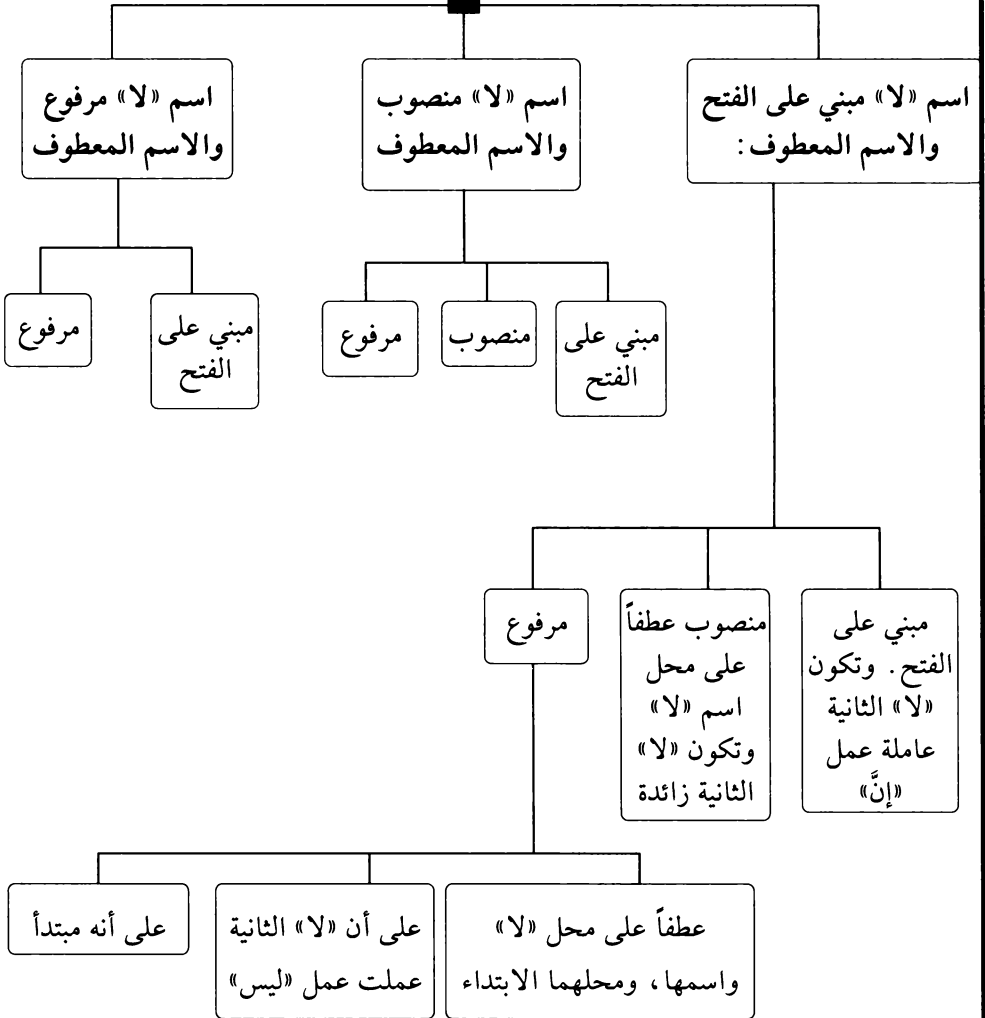 اسم «لا» مبني على الفتح
والاسم المعطوف:
اسم «لا» منصوب
والاسم المعطوف
اسم «لا» مرفوع
والاسم المعطوف
مبني على
الفتح
منصوب
مرفوع
مبني على
الفتح
مرفوع
مبني على
الفتح. وتكون
«لا» الثانية
عاملة عمل
«إنَّ»
منصوب عطفاً
على محل
اسم «لا»
وتكون «لا»
الثانية زائدة
مرفوع
عطفاً على محل «لا»
واسمها، ومحلهما الابتداء
على أن «لا» الثانية
عملت عمل «ليس»
على أنه مبتدأ